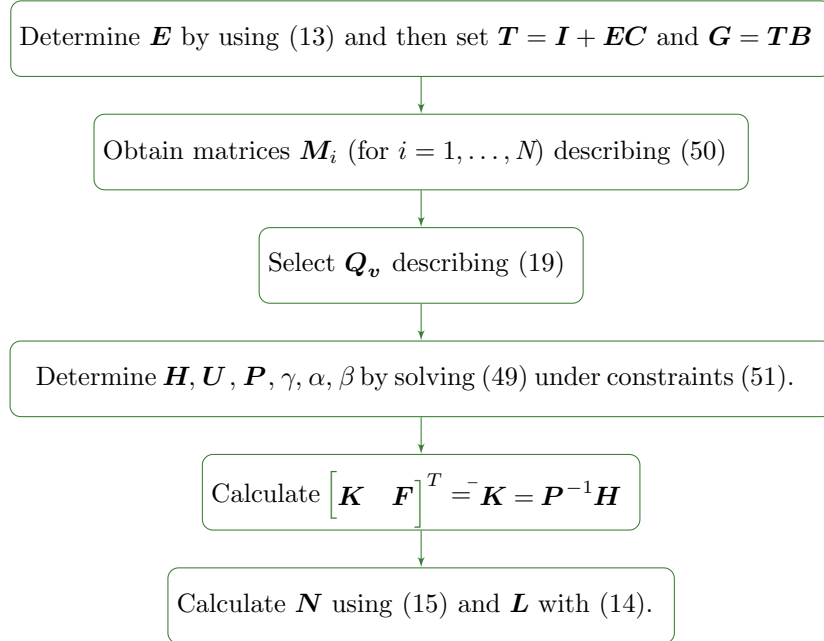 Determine E by using (13) and then set T = I + EC and G = TB
Obtain matrices M_i (for i = 1, . . . , N) describing (50)
Select Q_v describing (19)
Determine H, U, P, γ, α, β by solving (49) under constraints (51).
Calculate [K F]^T = K̄ = P^{-1}H
Calculate N using (15) and L with (14).